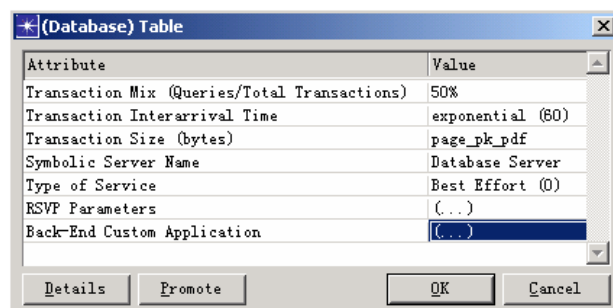 (Database) Table
Attribute Value
Transaction Mix (Queries/Total Transactions) 50%
Transaction Interarrival Time exponential (60)
Transaction Size (bytes) page_pk_pdf
Symbolic Server Name Database Server
Type of Service Best Effort (0)
RSVP Parameters (...)
Back-End Custom Application (...)
Details Promote OK Cancel